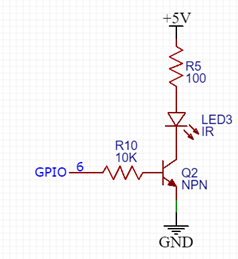 +5V
R5
100
LED3
IR
R10
10K
GPIO 6
Q2
NPN
GND